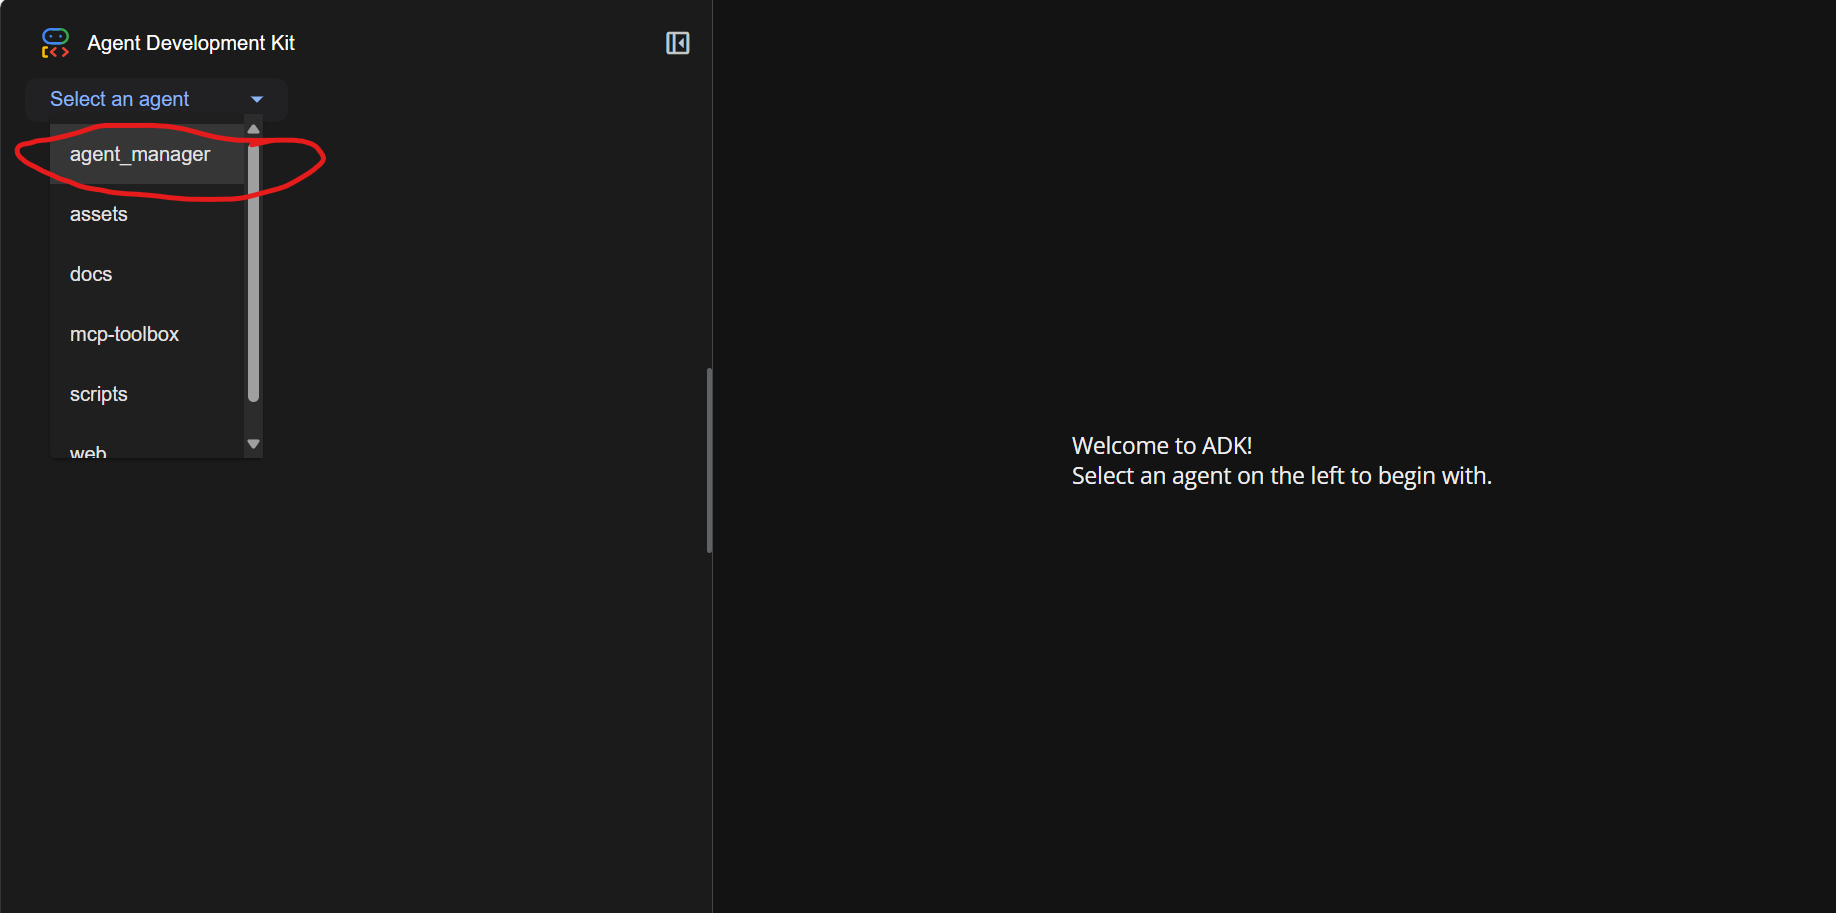 Agent Development Kit
Select an agent
agent_manager
assets
docs
mcp-toolbox
scripts
web
Welcome to ADK!
Select an agent on the left to begin with.